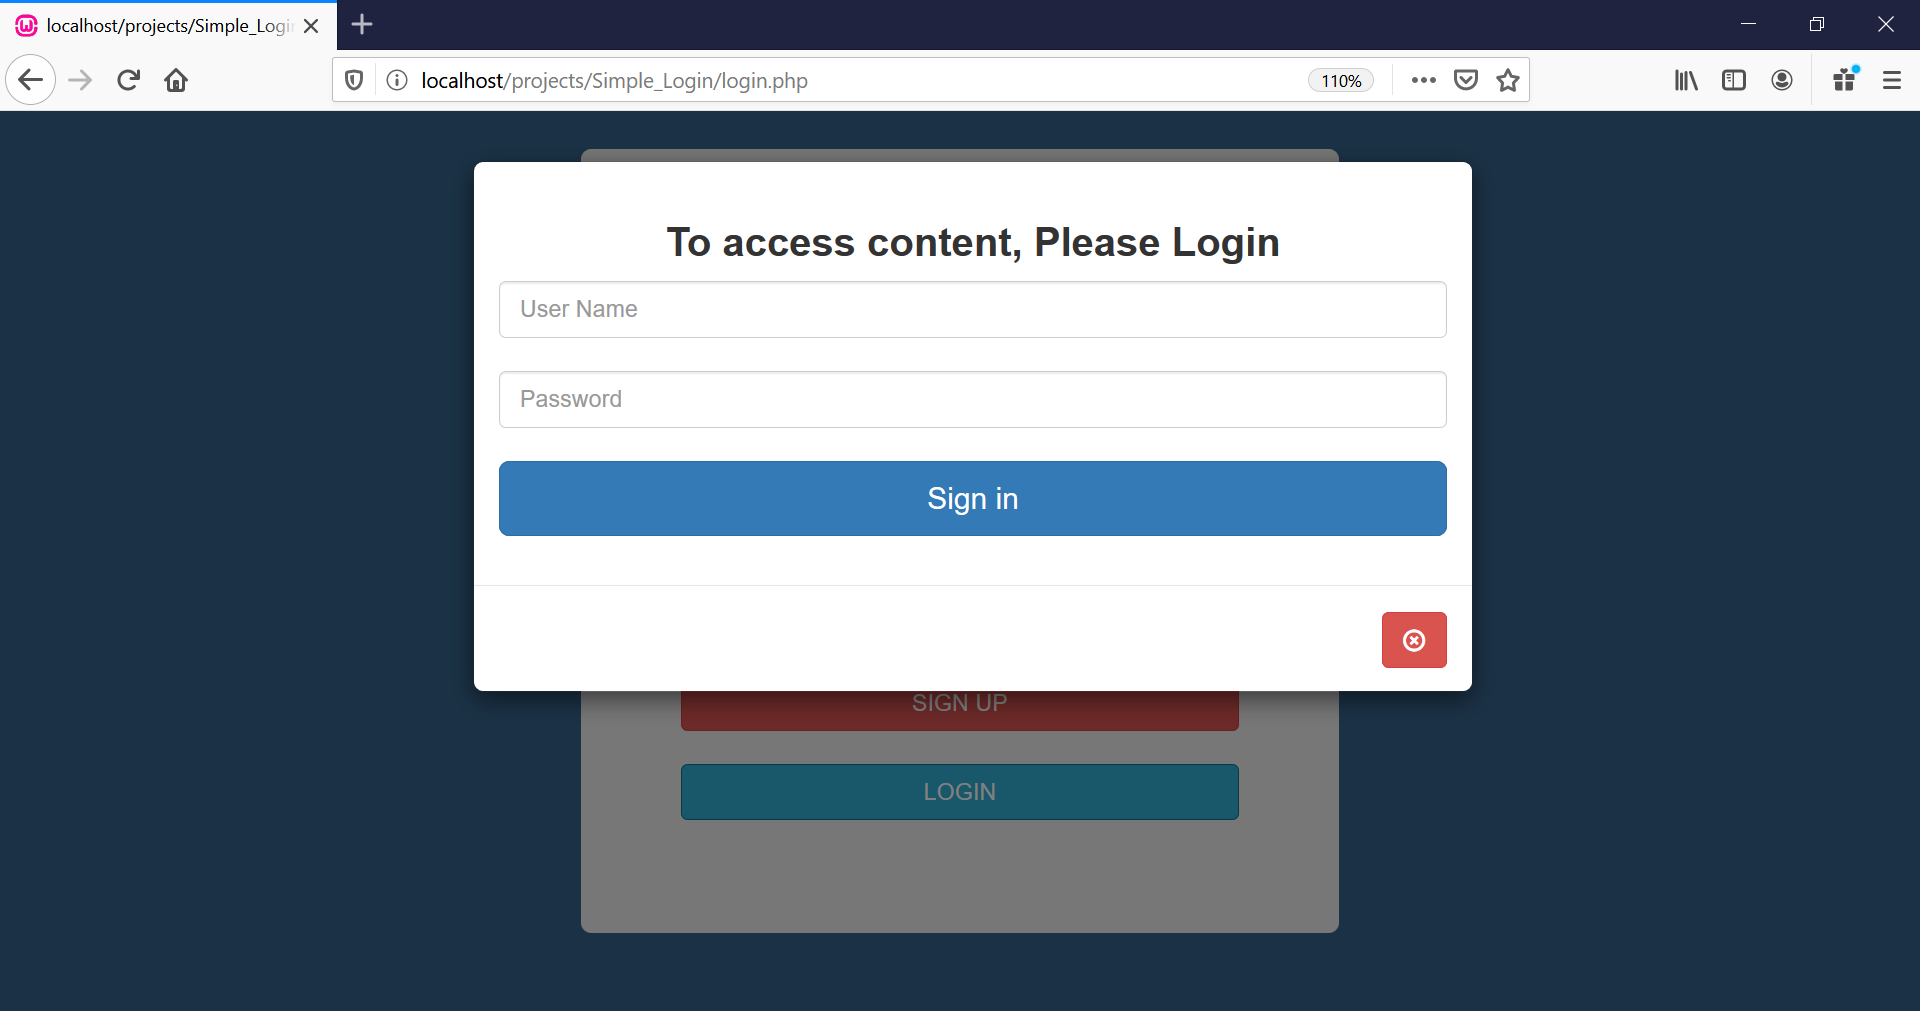 localhost/projects/Simple_Logi
localhost/projects/Simple_Login/login.php
110%
To access content, Please Login
User Name
Password
Sign in
SIGN UP
LOGIN